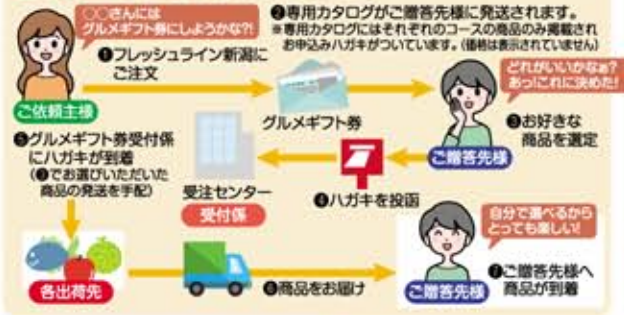 ○○さんには
グルメギフト券にしようかな?!
❶フレッシュライン新潟に
ご注文
ご依頼主様
❷専用カタログがご贈答先様に発送されます。
※専用カタログにはそれぞれのコースの商品のみ掲載され
お申込みハガキがついています。(価格は表示されていません)
グルメギフト券
どれがいいかなぁ?
あっ!これに決めた!
❸お好きな
商品を選定
ご贈答先様
❹ハガキを投函
受注センター
受付係
❺グルメギフト券受付係
にハガキが到着
(❸でお選びいただいた
商品の発送を手配)
各出荷先
❻商品をお届け
自分で選べるから
とっても楽しい!
❼ご贈答先様へ
商品が到着
ご贈答先様